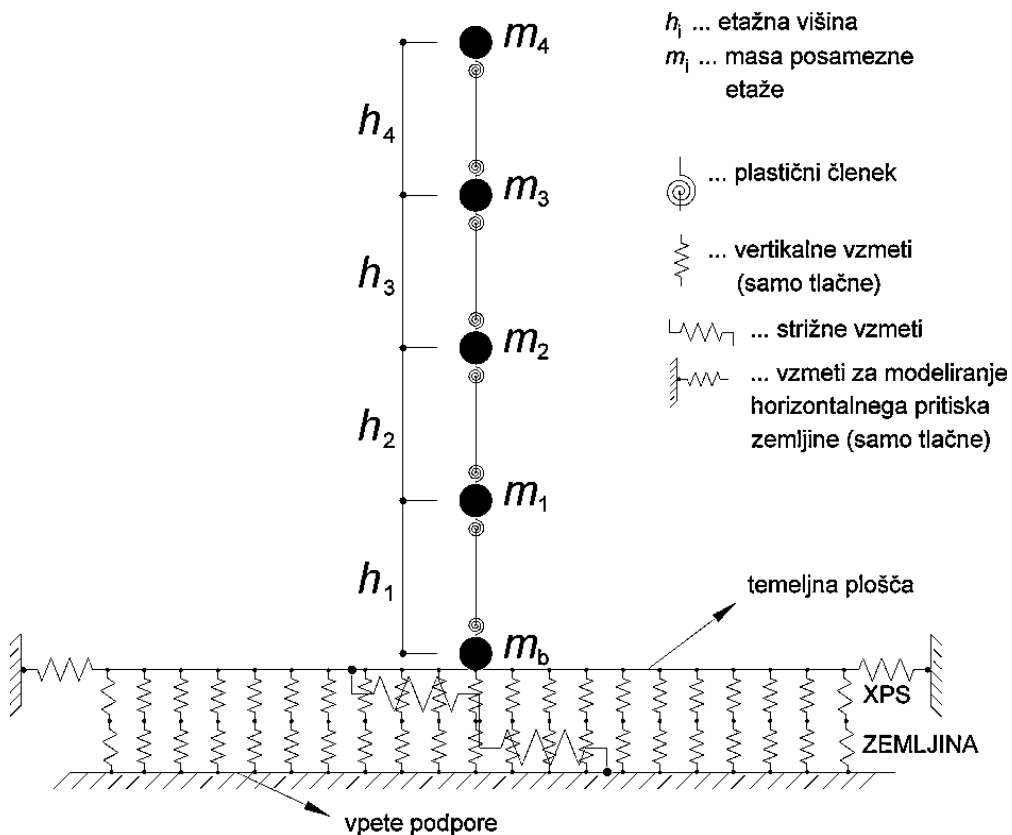 m4
h4
m3
h3
m2
h2
m1
h1
mb
hi ... etažna višina
mi ... masa posamezne
etaže
... plastični členek
... vertikalne vzmeti
(samo tlačne)
... strižne vzmeti
... vzmeti za modeliranje
horizontalnega pritiska
zemljine (samo tlačne)
temeljna plošča
XPS
ZEMLJINA
vpete podpore